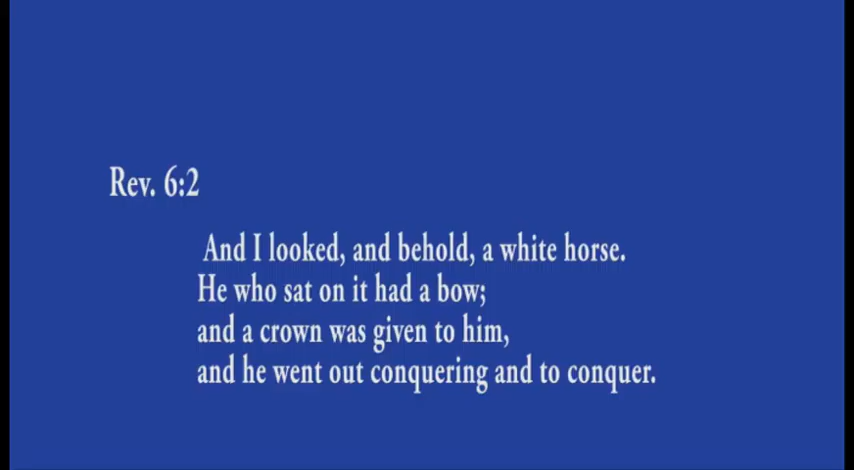 Rev. 6:2
And I looked, and behold, a white horse.
He who sat on it had a bow;
and a crown was given to him,
and he went out conquering and to conquer.